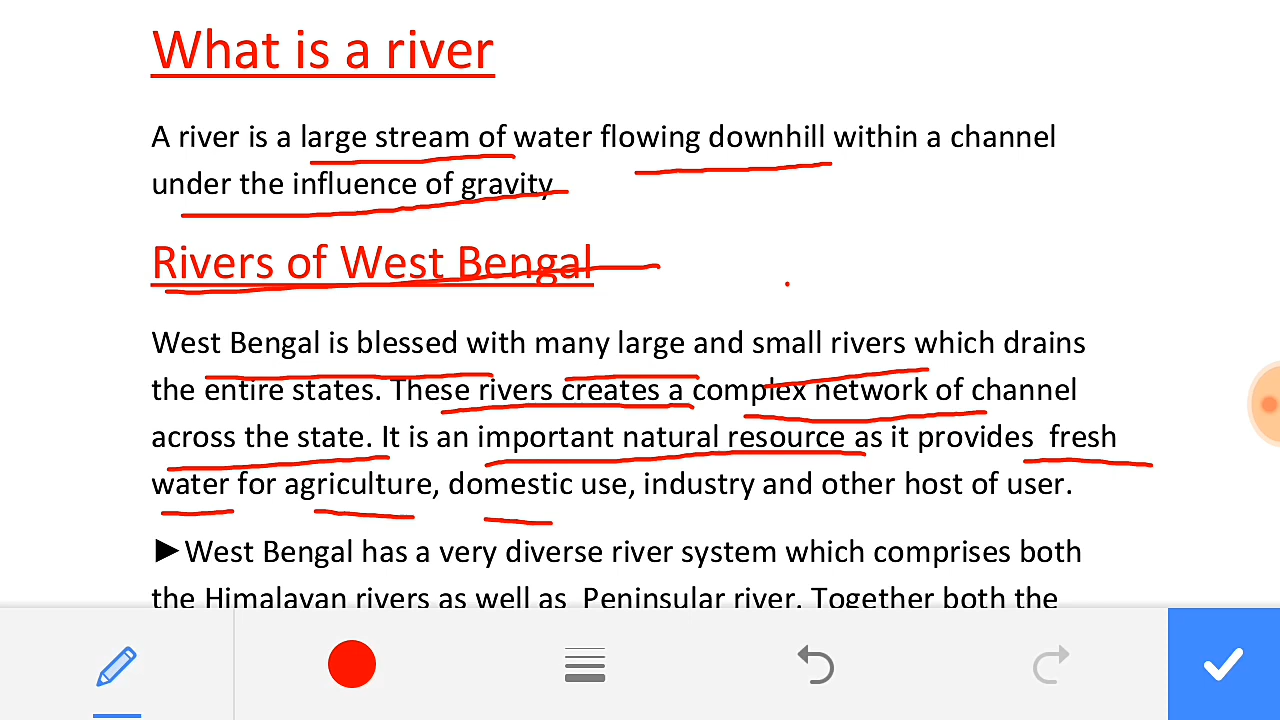 What is a river
A river is a large stream of water flowing downhill within a channel
under the influence of gravity
Rivers of West Bengal
West Bengal is blessed with many large and small rivers which drains
the entire states. These rivers creates a complex network of channel
across the state. It is an important natural resource as it provides  fresh
water for agriculture, domestic use, industry and other host of user.
►West Bengal has a very diverse river system which comprises both
the Himalayan rivers as well as  Peninsular river. Together both the